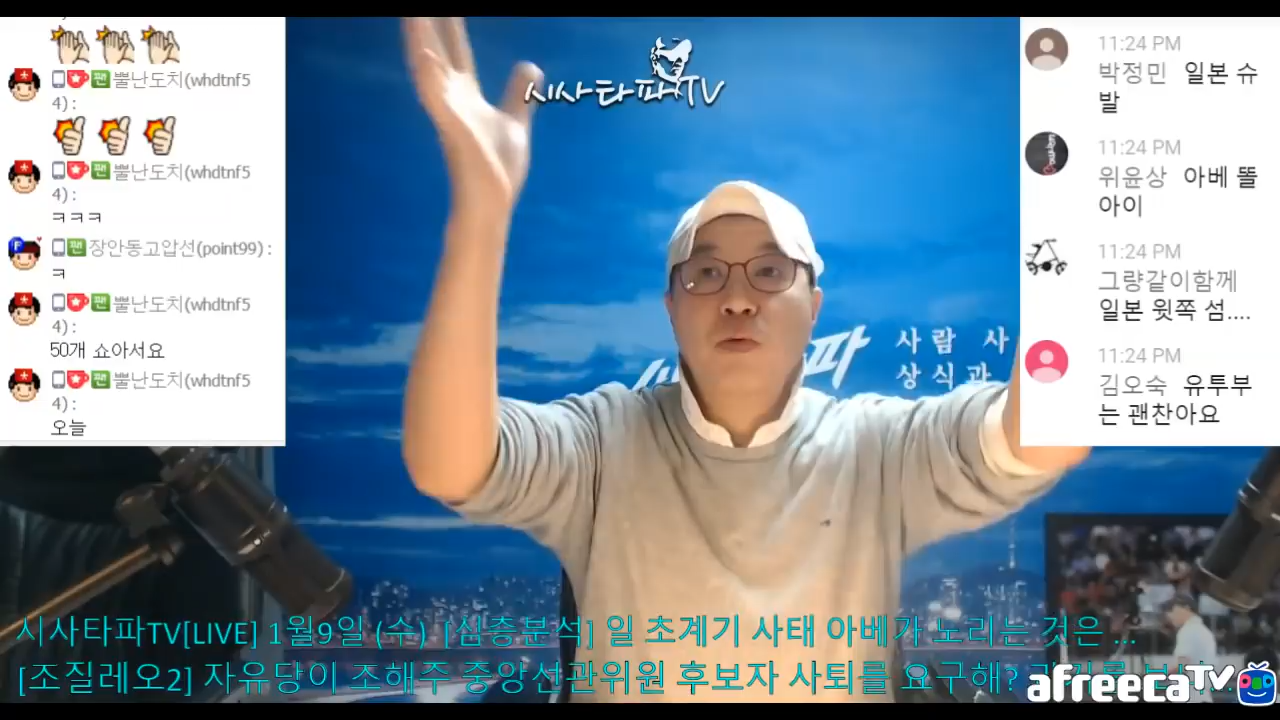 뿔난도치(whdtnf5
4) :
뿔난도치(whdtnf5
4) :
ㅋㅋㅋ
장안동고압선(point99) :
ㅋ
뿔난도치(whdtnf5
4) :
50개 쇼아서요
뿔난도치(whdtnf5
4) :
오늘
시사타파TV
파
사람 사
상식과
11:24 PM
박정민 일본 슈
발
11:24 PM
위윤상 아베 똘
아이
11:24 PM
그량같이함께
일본 윗쪽 섬....
11:24 PM
김오숙 유투부
는 괜찬아요
시사타파TV[LIVE] 1월9일 (수) [심층분석] 일 초계기 사태 아베가 노리는 것은 ...
[조질레오2] 자유당이 조해주 중앙선관위원 후보자 사퇴를 요구해?
afreecaTV